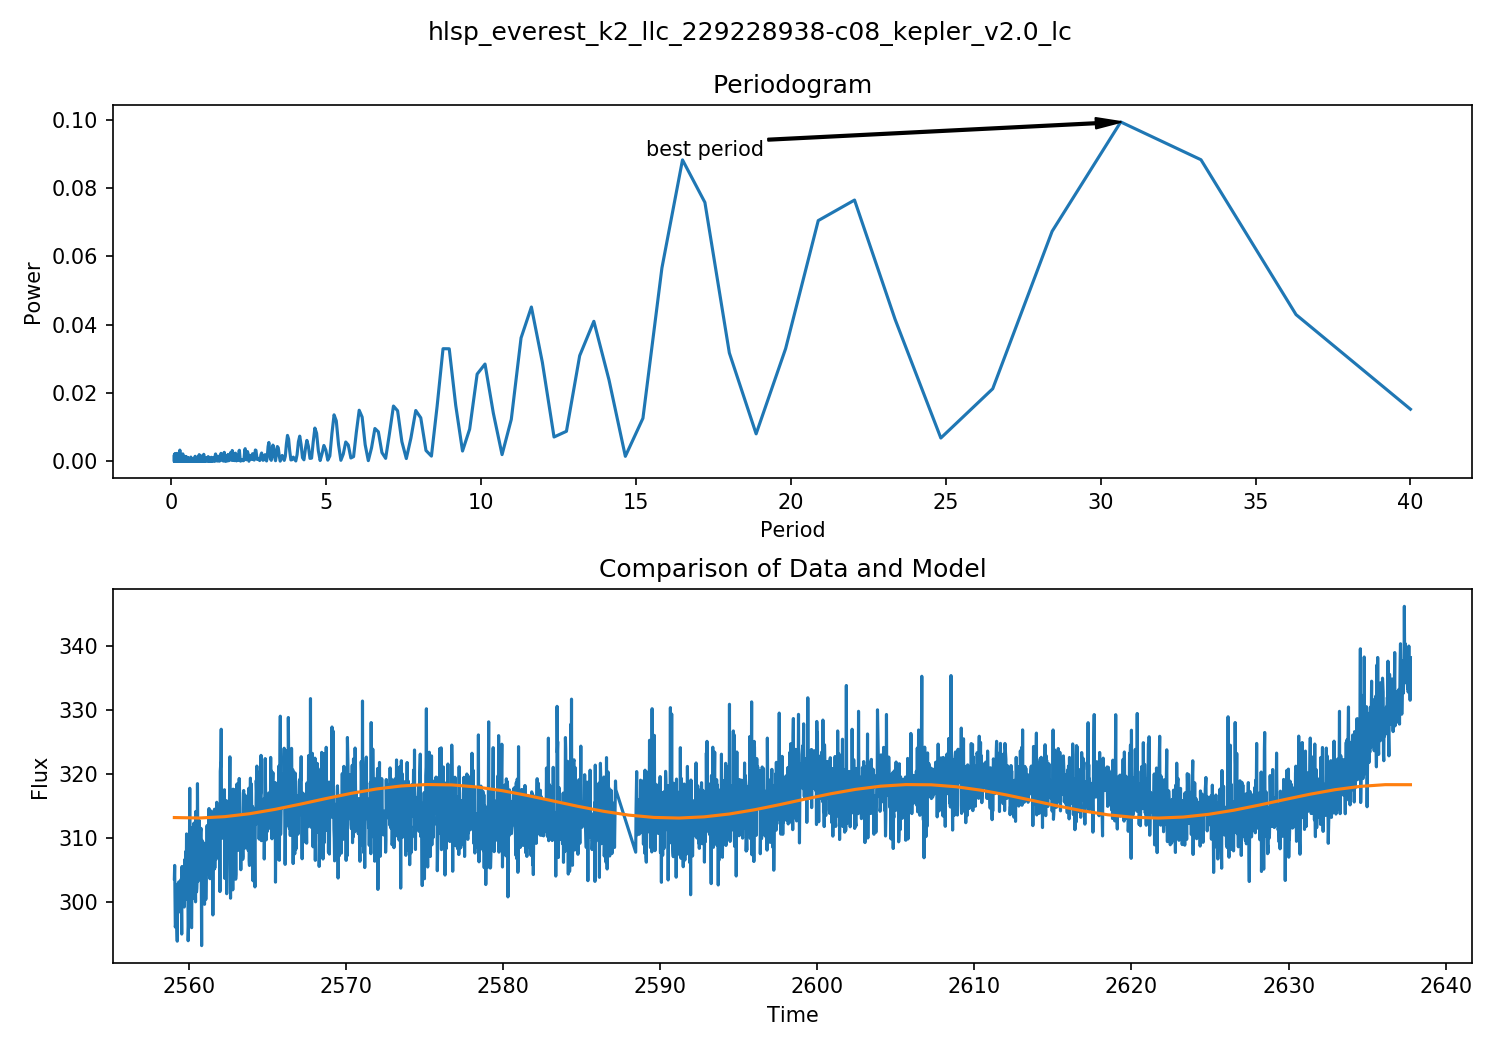 hlsp_everest_k2_llc_229228938-c08_kepler_v2.0_lc
Periodogram
0.10
0.08
0.06
0.04
0.02
0.00
Power
best period
0 5 10 15 20 25 30 35 40
Period
Comparison of Data and Model
340
330
320
310
300
Flux
2560 2570 2580 2590 2600 2610 2620 2630 2640
Time